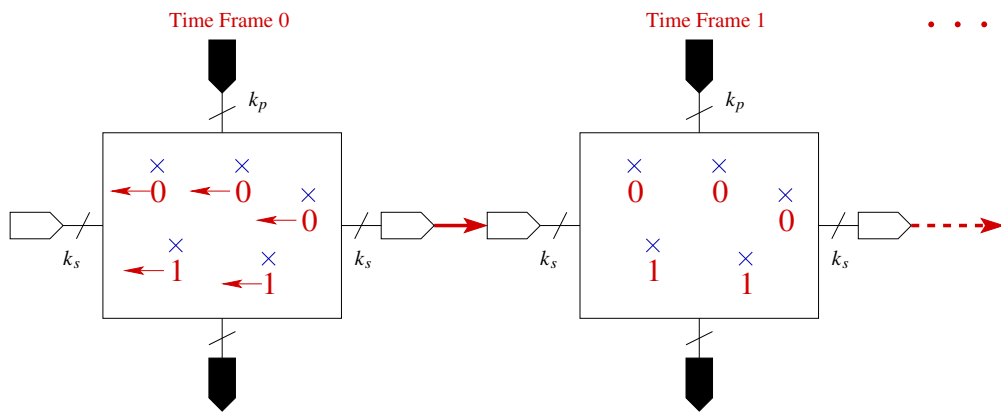 Time Frame 0
Time Frame 1
. . .
k_p
k_p
0 0
0 0
0
0
k_s
k_s
k_s
k_s
1 1
1 1